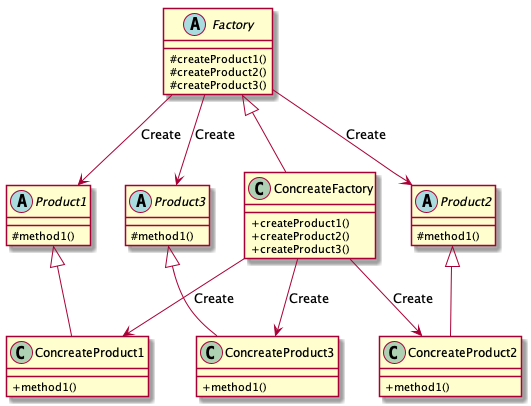 A Factory
#createProduct1()
#createProduct2()
#createProduct3()
Create
Create
Create
A Product1
#method1()
A Product3
#method1()
C ConcreateFactory
+createProduct1()
+createProduct2()
+createProduct3()
A Product2
#method1()
Create
Create
Create
C ConcreateProduct1
+method1()
C ConcreateProduct3
+method1()
C ConcreateProduct2
+method1()